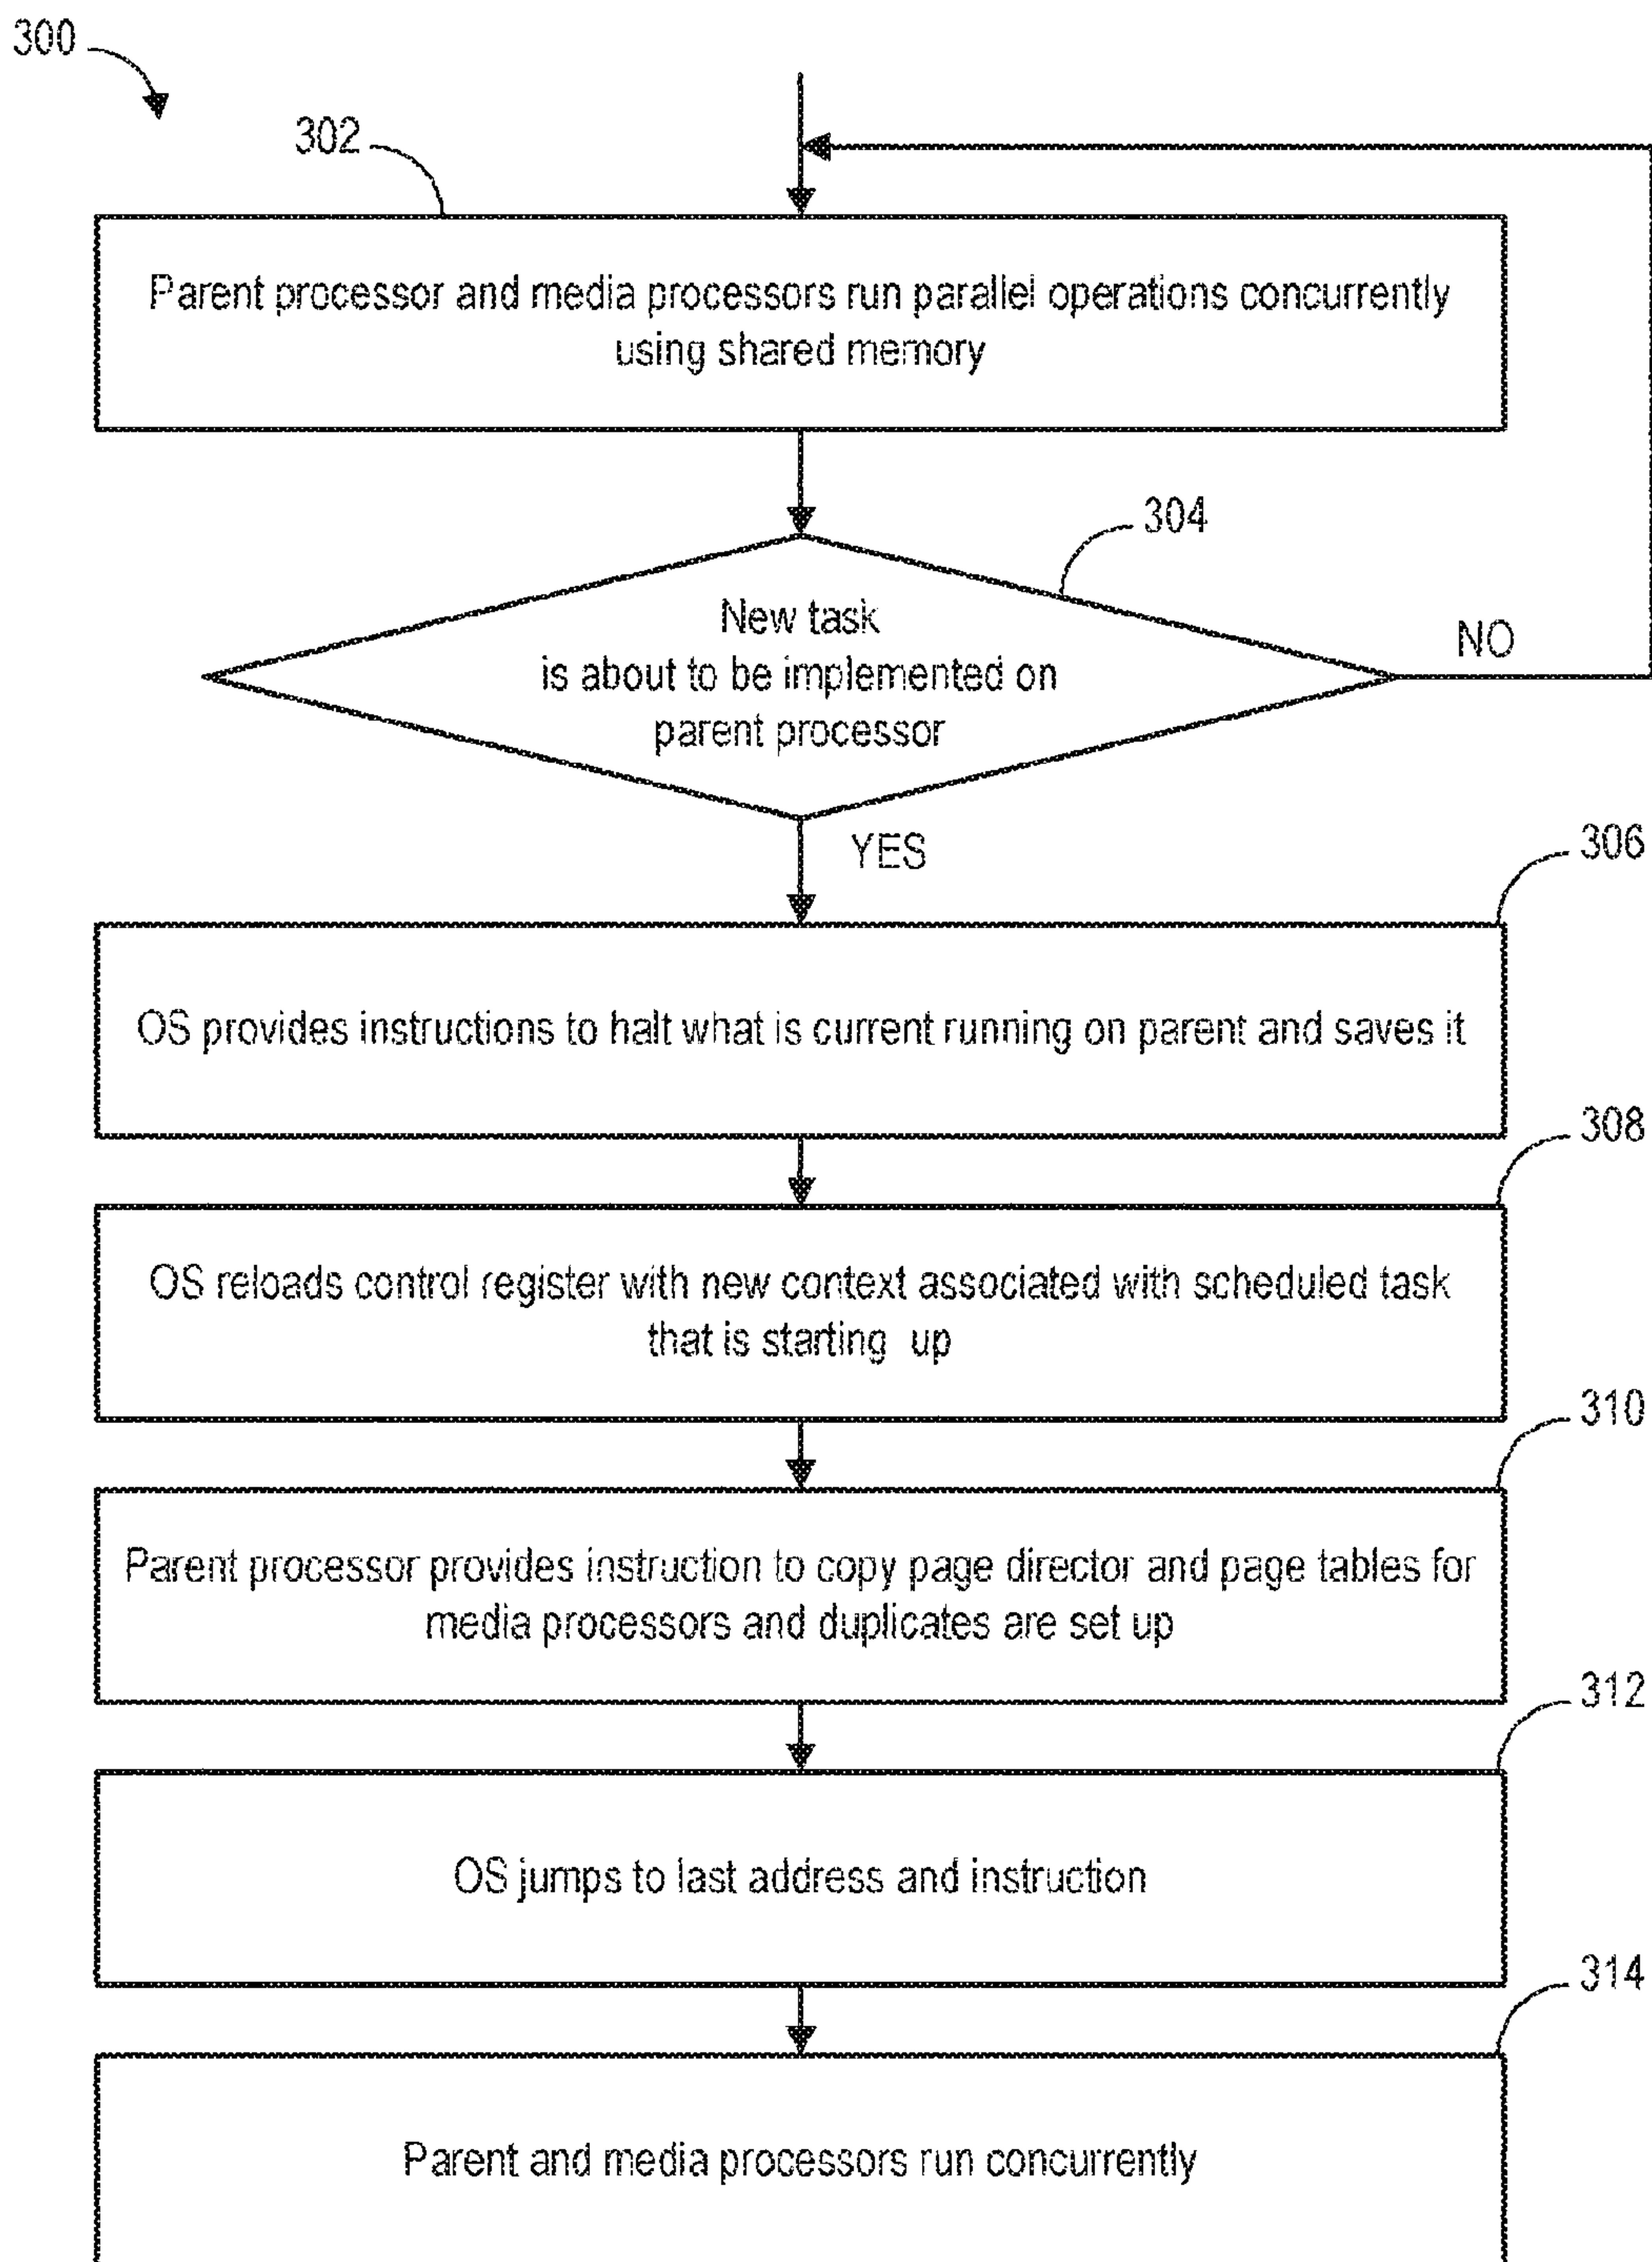 300
302
Parent processor and media processors run parallel operations concurrently
using shared memory
304
New task
is about to be implemented on
parent processor
NO
YES
306
OS provides instructions to halt what is current running on parent and saves it
308
OS reloads control register with new context associated with scheduled task
that is starting up
310
Parent processor provides instruction to copy page director and page tables for
media processors and duplicates are set up
312
OS jumps to last address and instruction
314
Parent and media processors run concurrently